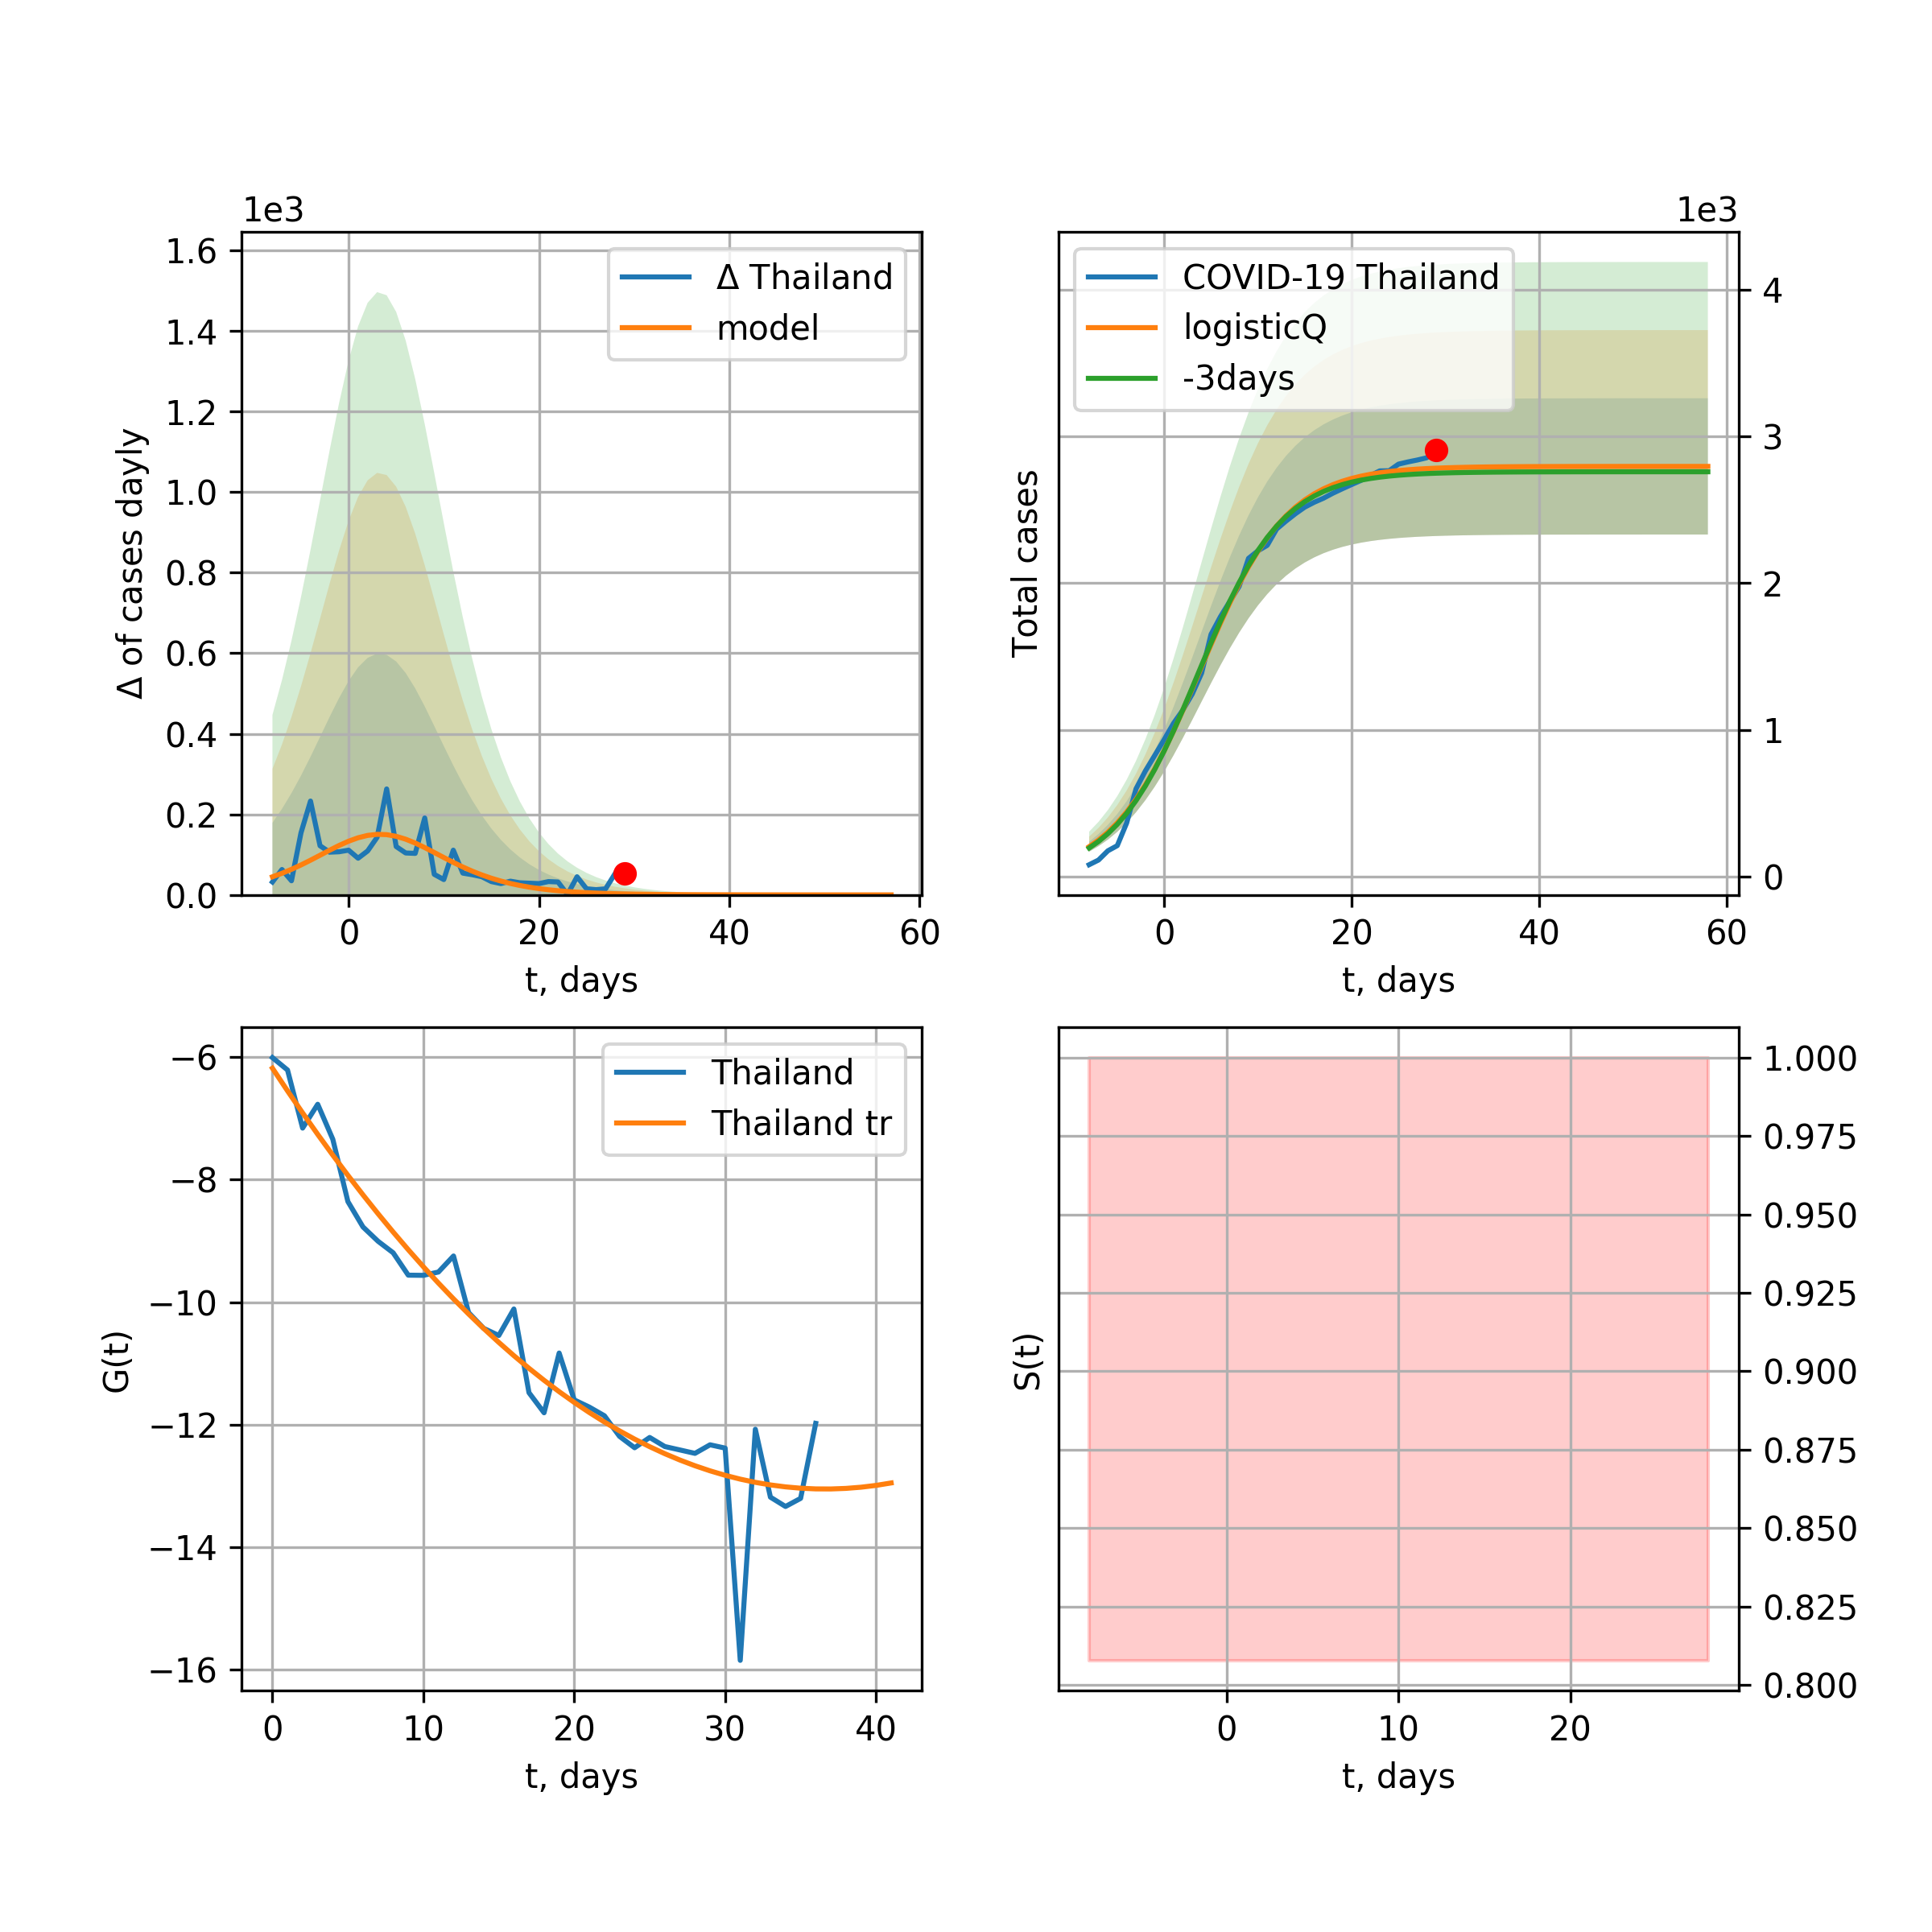 1e3
1.6
1.4
1.2
1.0
0.8
0.6
0.4
0.2
0.0
Δ of cases dayly
0 20 40 60
t, days
Δ Thailand
model
1e3
COVID-19 Thailand
logisticQ
-3days
4
3
2
1
0
Total cases
0 20 40 60
t, days
−6
−8
−10
−12
−14
−16
G(t)
0 10 20 30 40
t, days
Thailand
Thailand tr
1.000
0.975
0.950
0.925
0.900
0.875
0.850
0.825
0.800
S(t)
0 10 20
t, days